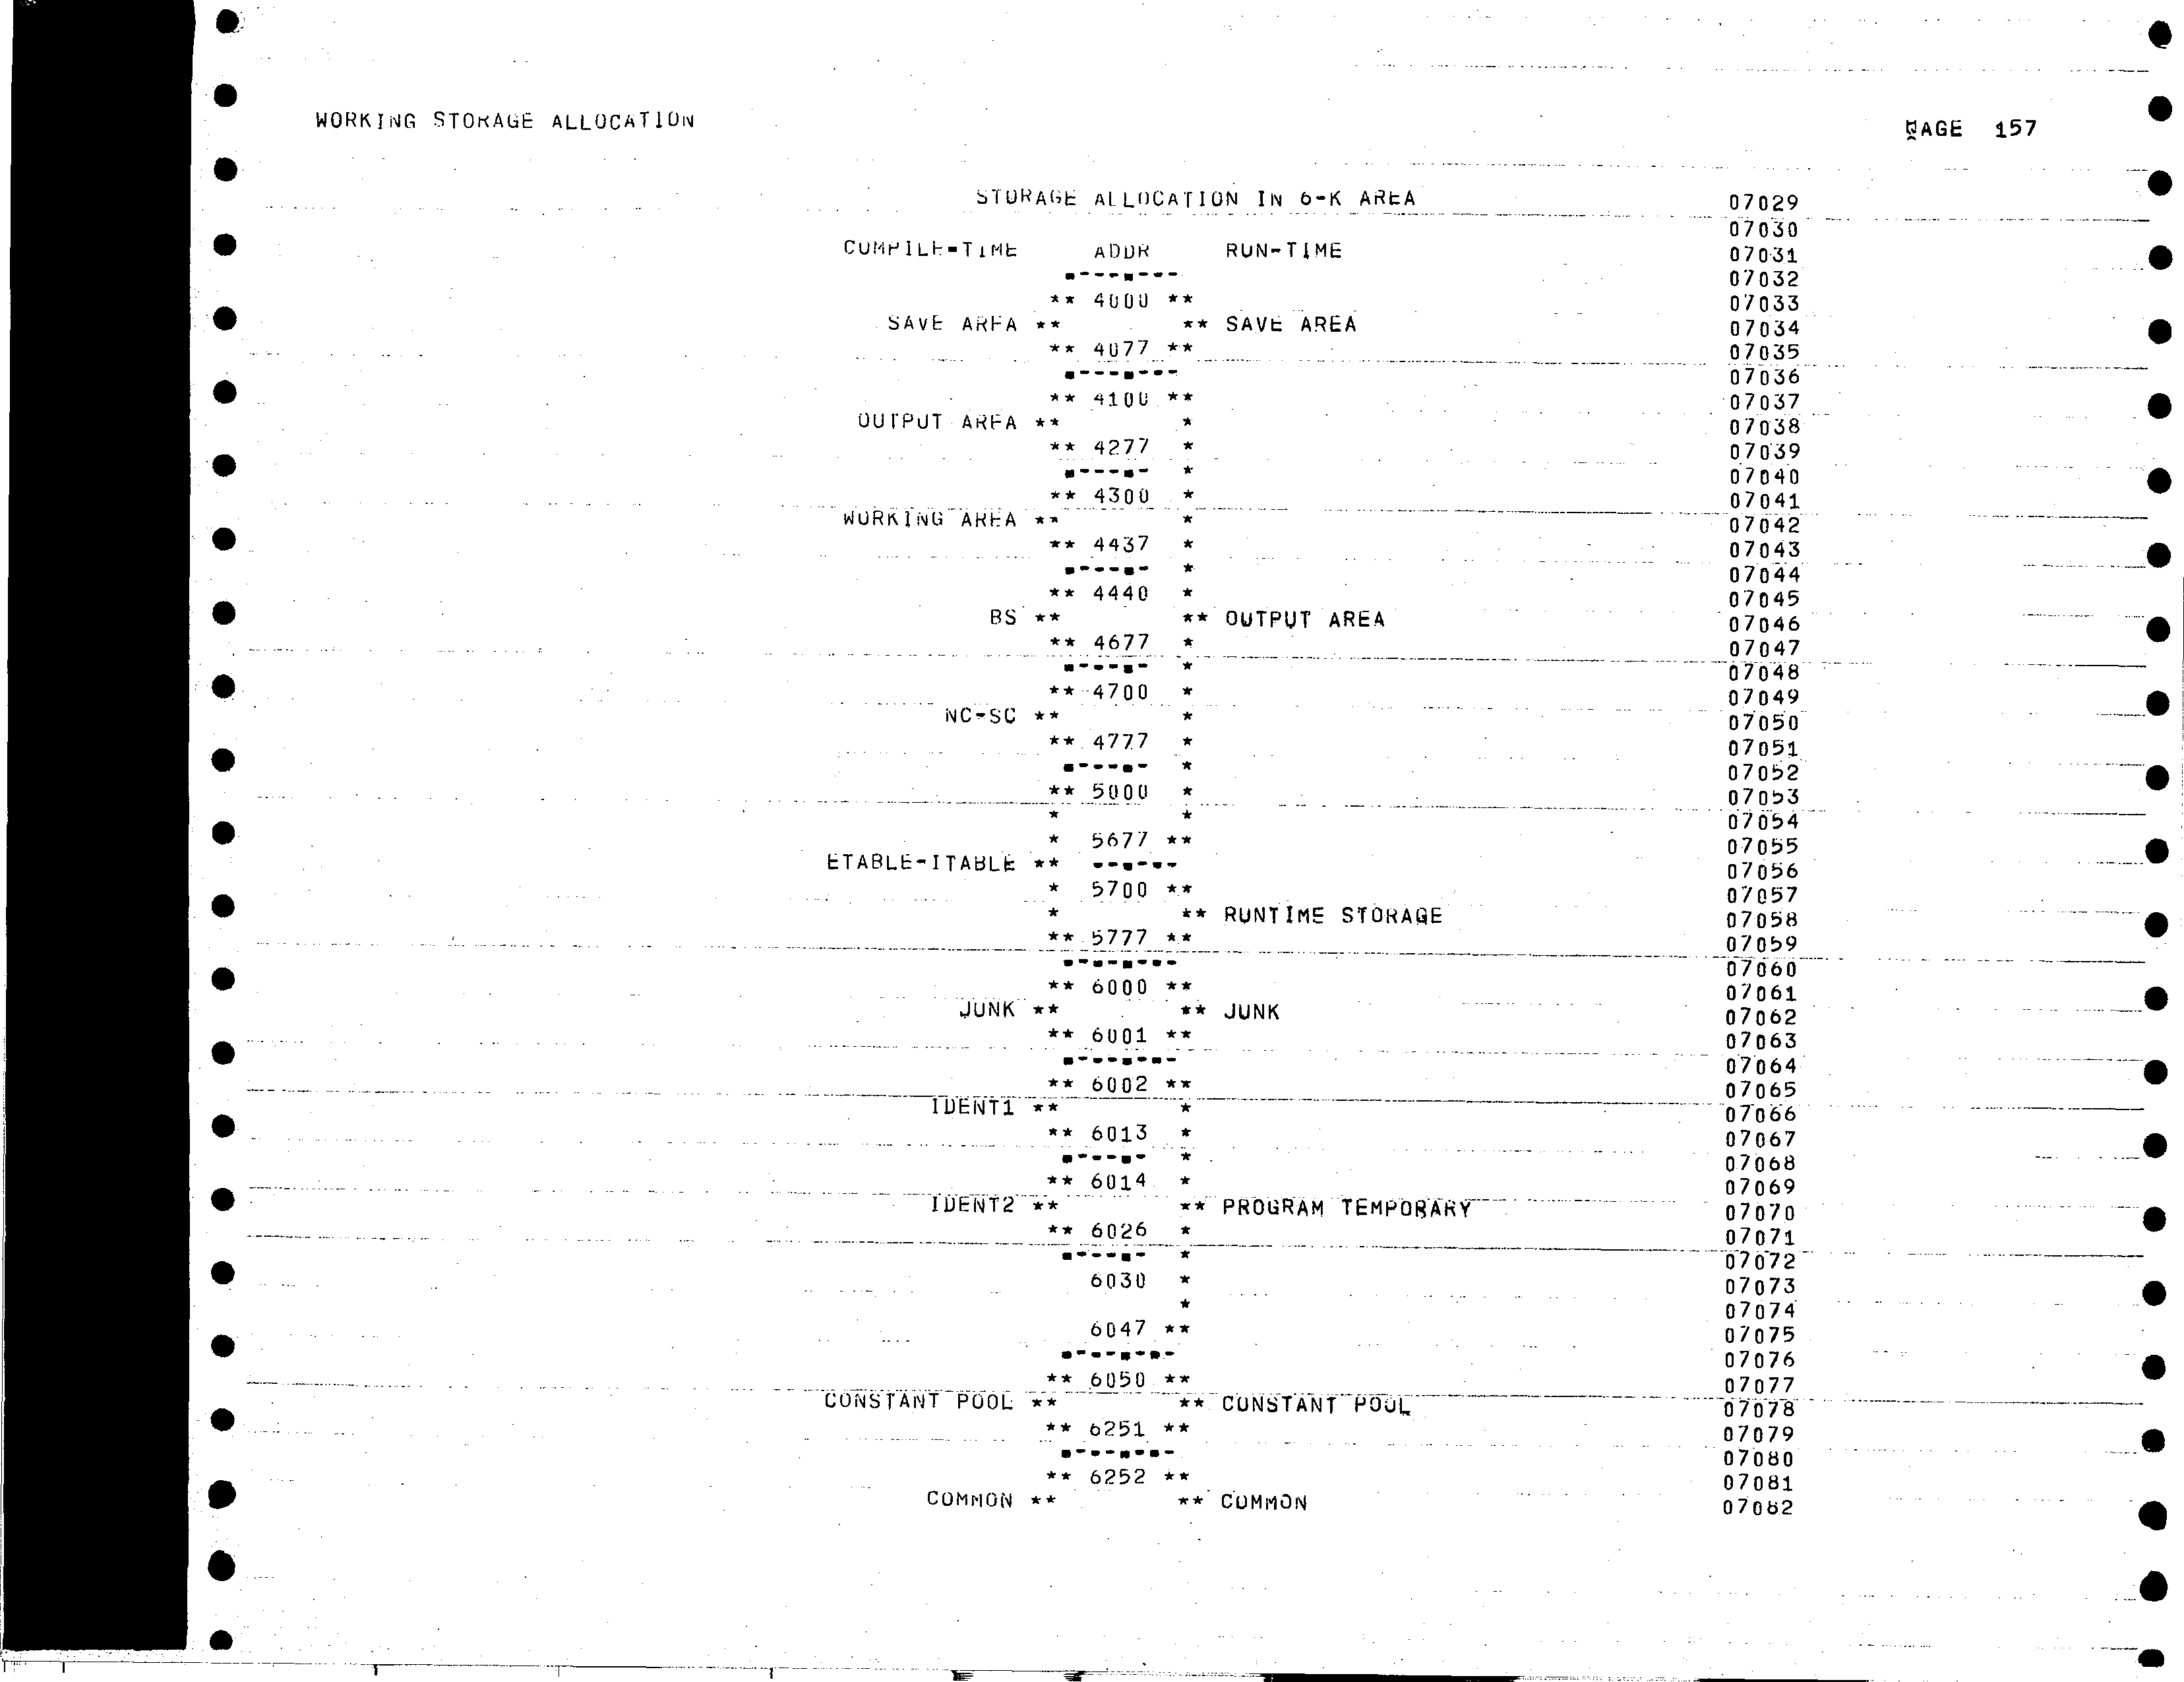 WORKING STORAGE ALLOCATION PAGE 157
STORAGE ALLOCATION IN 6-K AREA 07029
07030
COMPILE-TIME ADDR RUN-TIME 07031
-------- 07032
** 4000 ** 07033
SAVE AREA ** ** SAVE AREA 07034
** 4077 ** 07035
-------- 07036
** 4100 ** 07037
OUTPUT AREA ** * 07038
** 4277 * 07039
------ * 07040
** 4300 * 07041
WORKING AREA ** * 07042
** 4437 * 07043
------ * 07044
** 4440 * 07045
BS ** ** OUTPUT AREA 07046
** 4677 * 07047
------ * 07048
** 4700 * 07049
NC-SC ** * 07050
** 4777 * 07051
------ * 07052
** 5000 * 07053
* * 07054
* 5677 ** 07055
ETABLE-ITABLE ** ------ 07056
* 5700 ** 07057
* ** RUNTIME STORAGE 07058
** 5777 ** 07059
-------- 07060
** 6000 ** 07061
JUNK ** ** JUNK 07062
** 6001 ** 07063
-------- 07064
** 6002 ** 07065
IDENT1 ** * 07066
** 6013 * 07067
------ * 07068
** 6014 * 07069
IDENT2 ** ** PROGRAM TEMPORARY 07070
** 6026 * 07071
------ * 07072
6030 * 07073
* 07074
6047 ** 07075
-------- 07076
** 6050 ** 07077
CONSTANT POOL ** ** CONSTANT POOL 07078
** 6251 ** 07079
-------- 07080
** 6252 ** 07081
COMMON ** ** COMMON 07082